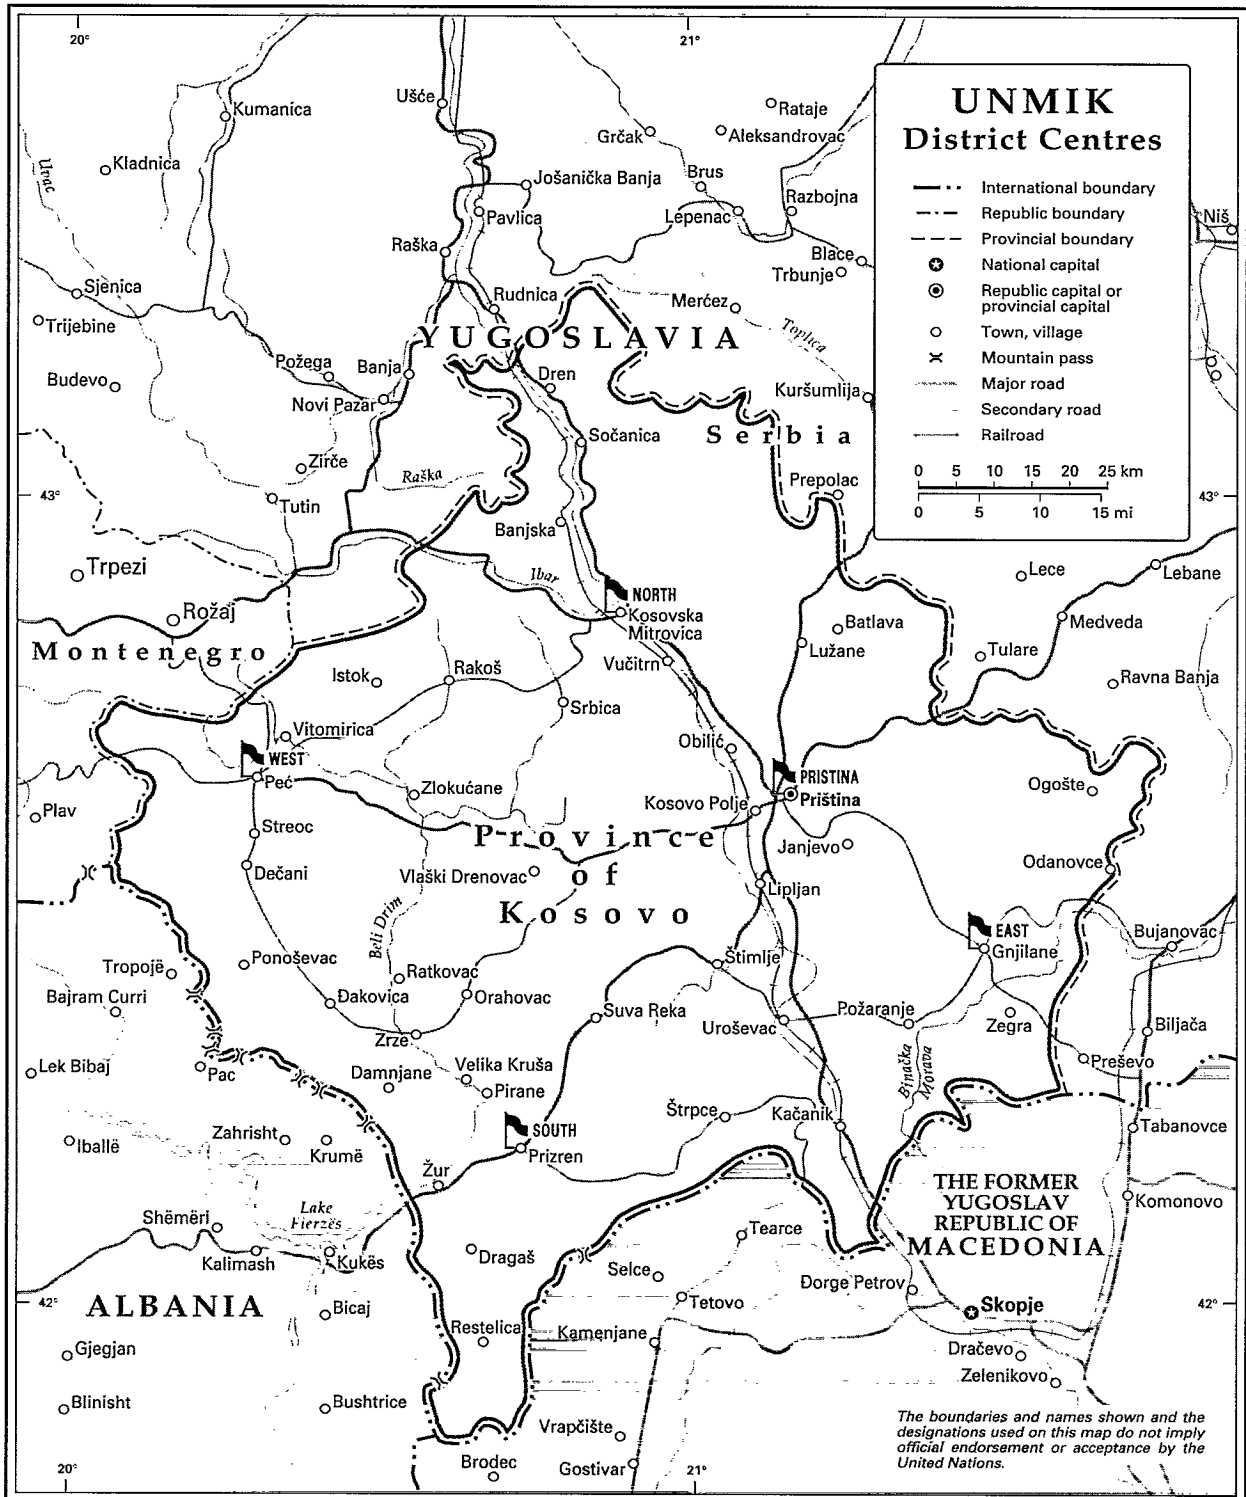 20°
21°
UNMIK
District Centres
International boundary
Republic boundary
Provincial boundary
National capital
Republic capital or
provincial capital
Town, village
Mountain pass
Major road
Secondary road
Railroad
0 5 10 15 20 25 km
0 5 10 15 mi
Ušće
Kumanica
Rataje
Grčak
Aleksandrovac
Kladnica
Uvac
Jošanička Banja
Brus
Razbojna
Pavlica
Lepenac
Niš
Raška
Blace
Trbunje
Sjenica
Rudnica
Merćez
Trijebine
Toplica
YUGOSLAVIA
Požega
Banja
Dren
Budevo
Kuršumlija
Novi Pazar
Sočanica
Serbia
Zirče
Raška
Prepolac
43°
43°
Tutin
Banjska
Trpezi
Ibar
Lece
Lebane
NORTH
Kosovska
Mitrovica
Rožaj
Batlava
Medveda
Montenegro
Vučitrn
Lužane
Tulare
Istok
Rakoš
Ravna Banja
Srbica
Vitomirica
Obilić
WEST
Peć
PRISTINA
Priština
Zlokućane
Ogošte
Plav
Kosovo Polje
Streoc
Province
of
Kosovo
Janjevo
Odanovce
Dečani
Vlaški Drenovac
Lipljan
Beli Drim
EAST
Gnjilane
Bujanovac
Ponoševac
Štimlje
Tropojë
Ratkovac
Bajram Curri
Đakovica
Orahovac
Suva Reka
Požaranje
Zegra
Uroševac
Biljača
Zrze
Binačka
Morava
Preševo
Lek Bibaj
Pac
Damnjane
Velika Kruša
Pirane
Štrpce
Kačanik
SOUTH
Prizren
Tabanovce
Iballë
Zahrisht
Krumë
Žur
THE FORMER
YUGOSLAV
REPUBLIC OF
MACEDONIA
Komonovo
Lake
Fierzës
Shëmëri
Tearce
Kalimash
Kukës
Dragaš
Selce
Đorge Petrov
42°
42°
ALBANIA
Bicaj
Tetovo
Skopje
Restelica
Kamenjane
Gjegjan
Dračevo
Zelenikovo
Blinisht
Bushtrice
Vrapčište
The boundaries and names shown and the
designations used on this map do not imply
official endorsement or acceptance by the
United Nations.
Brodec
Gostivar
20°
21°